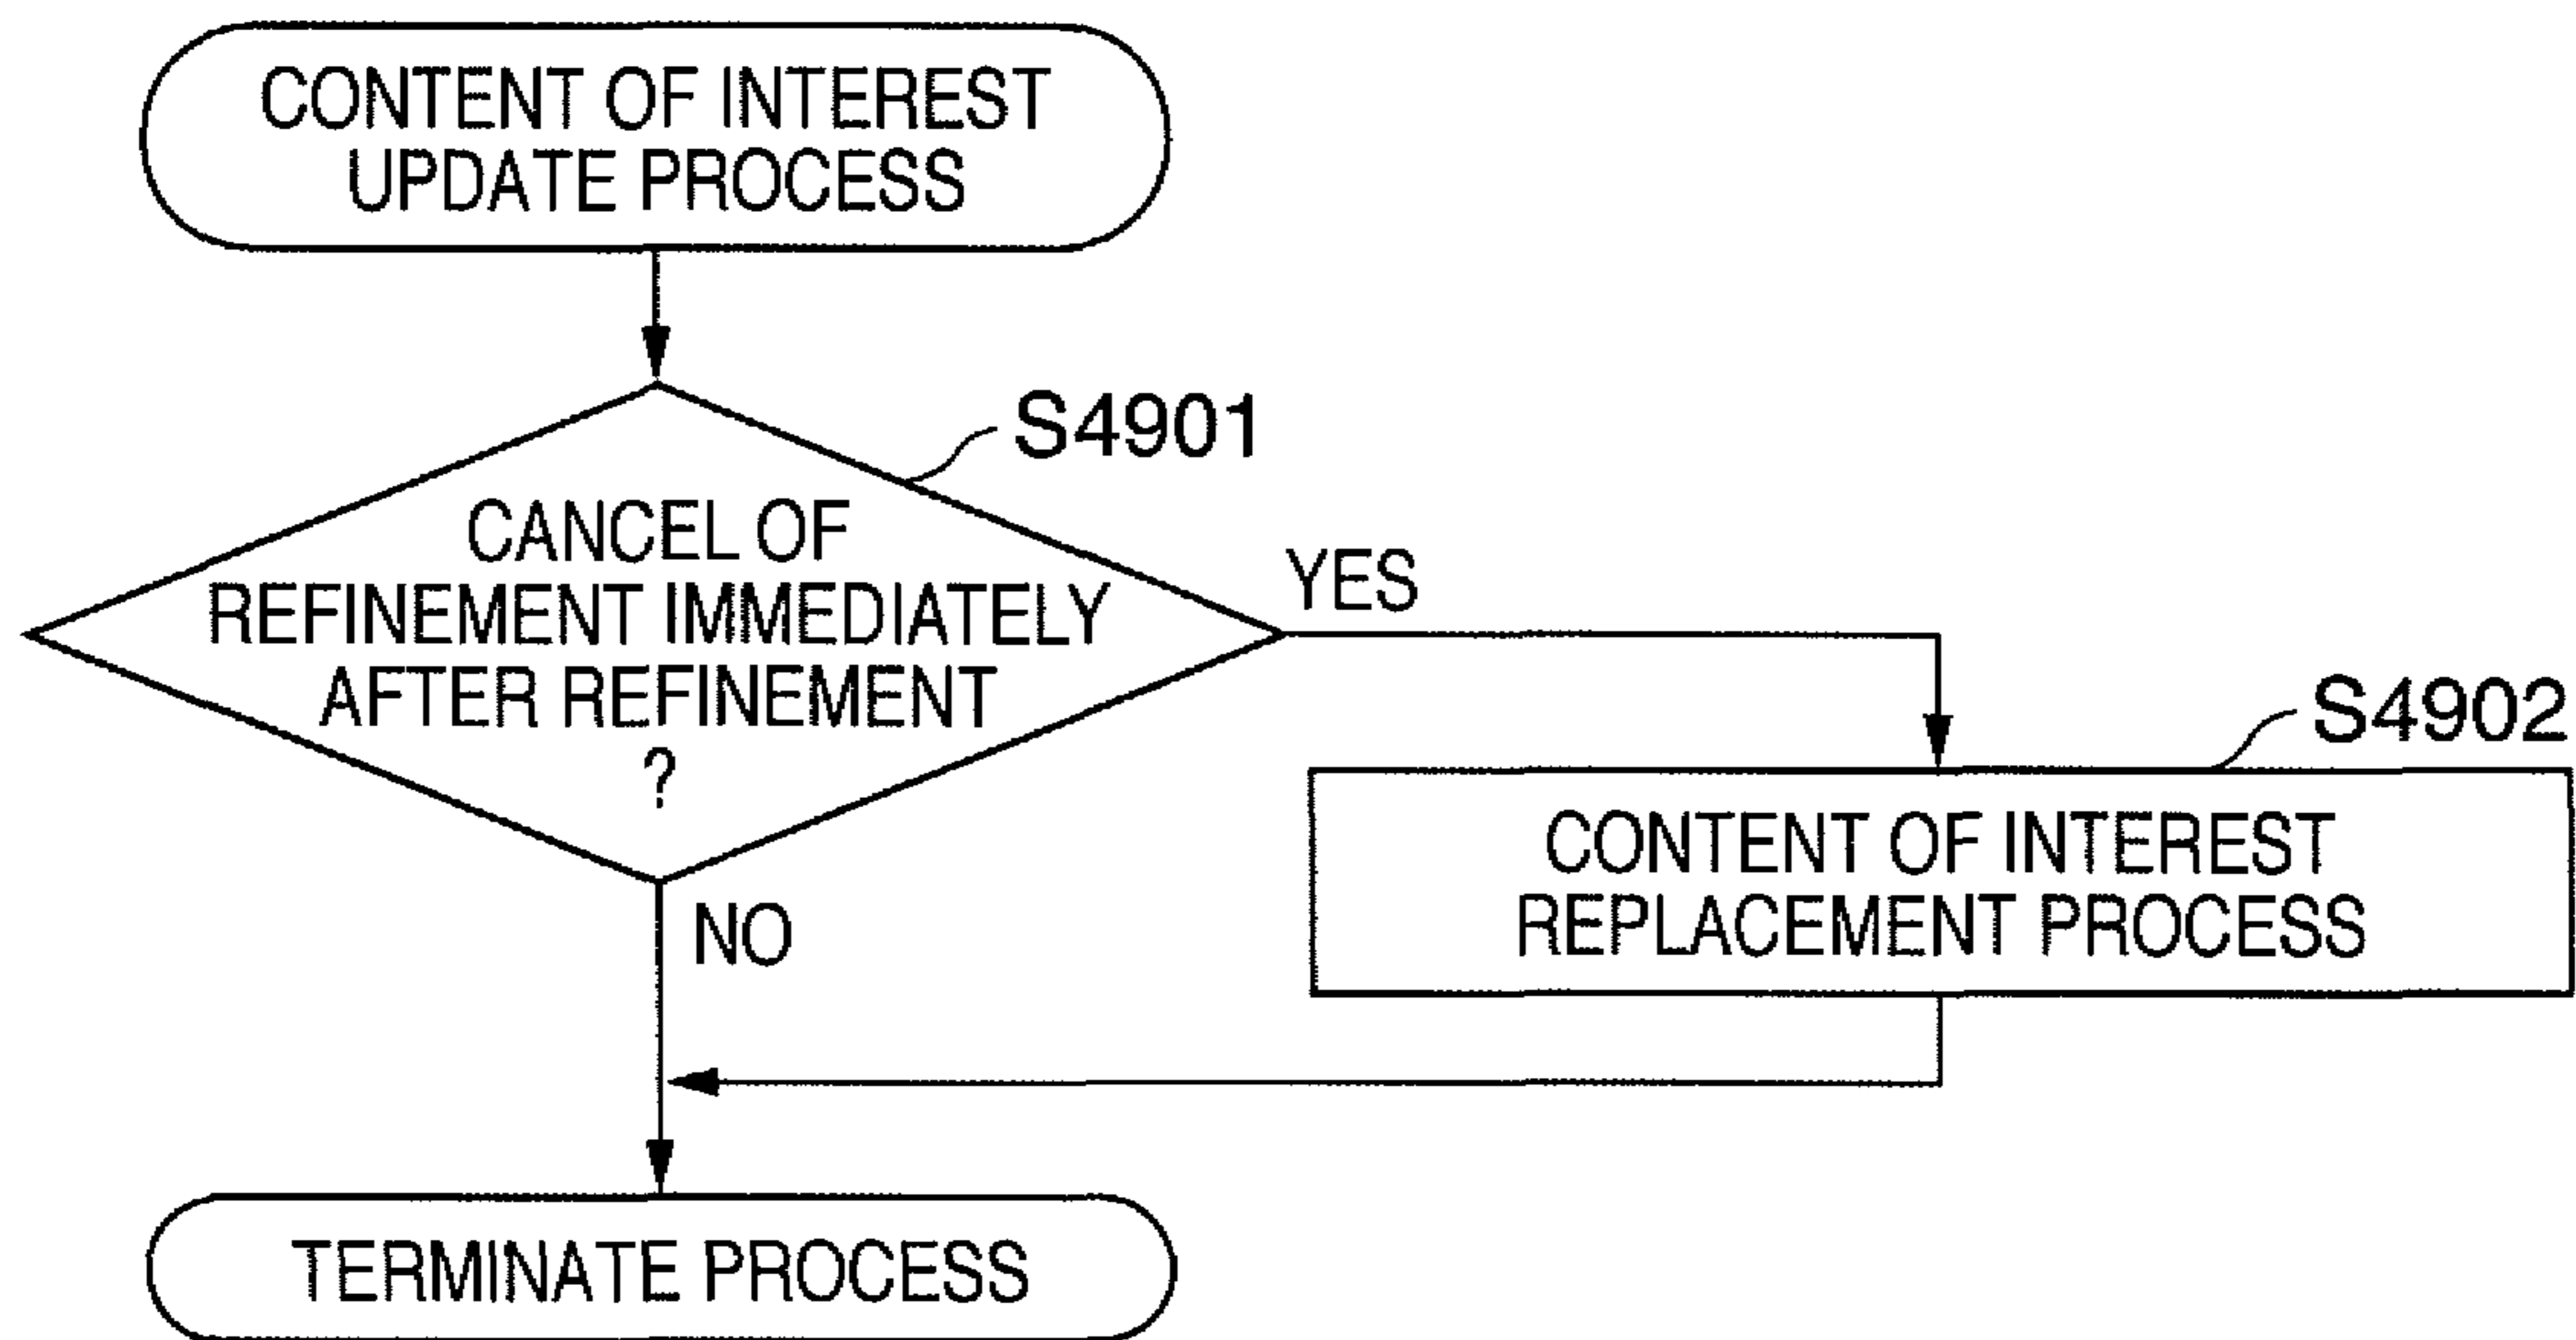 CONTENT OF INTEREST
UPDATE PROCESS
S4901
CANCEL OF
REFINEMENT IMMEDIATELY
AFTER REFINEMENT
?
YES
S4902
CONTENT OF INTEREST
REPLACEMENT PROCESS
NO
TERMINATE PROCESS